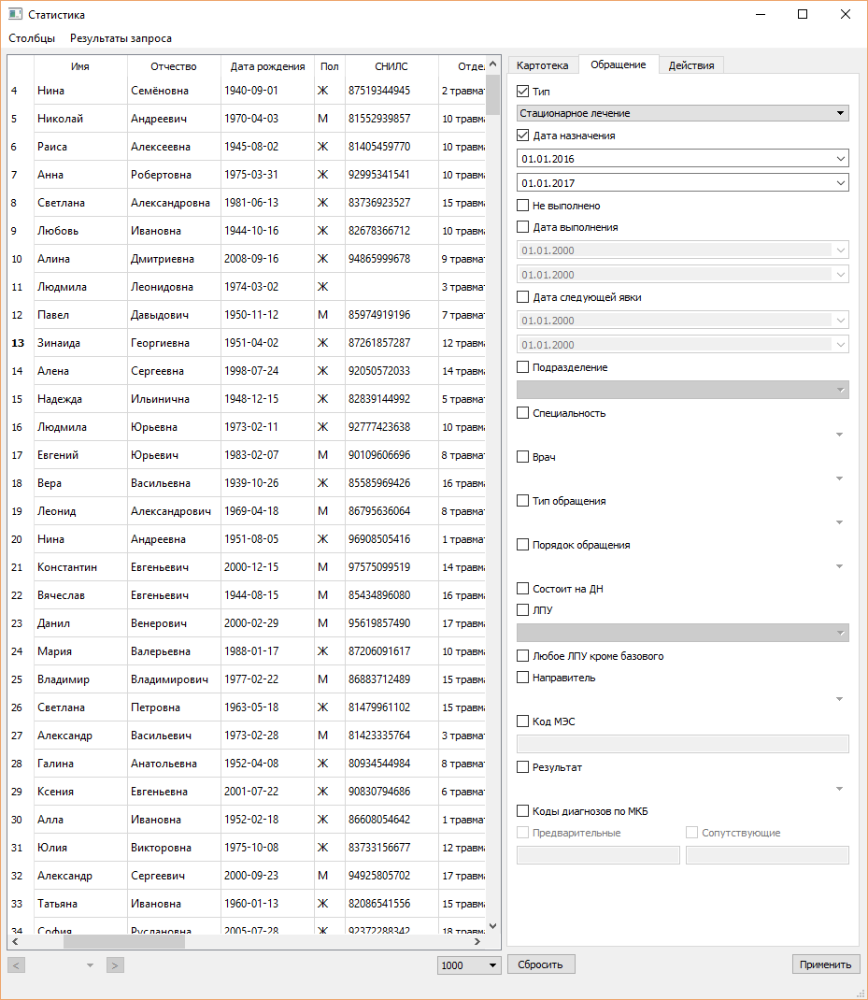 Статистика
Столбцы Результаты запроса
Имя Отчество Дата рождения Пол СНИЛС Отдел
4 Нина Семёновна 1940-09-01 Ж 87519344945 2 травма
5 Николай Андреевич 1970-04-03 М 81552939857 10 травма
6 Раиса Алексеевна 1945-08-02 Ж 81405459770 10 травма
7 Анна Робертовна 1975-03-31 Ж 92995341541 10 травма
8 Светлана Александровна 1981-06-13 Ж 83736923527 15 травма
9 Любовь Ивановна 1944-10-16 Ж 82678366712 10 травма
10 Алина Дмитриевна 2008-09-16 Ж 94865999678 9 травма
11 Людмила Леонидовна 1974-03-02 Ж 3 травма
12 Павел Давыдович 1950-11-12 М 85974919196 7 травма
13 Зинаида Георгиевна 1951-04-02 Ж 87261857287 12 травма
14 Алена Сергеевна 1998-07-24 Ж 92050572033 14 травма
15 Надежда Ильинична 1948-12-15 Ж 82839144992 5 травма
16 Людмила Юрьевна 1973-02-11 Ж 92777423638 10 травма
17 Евгений Юрьевич 1983-02-07 М 90109606696 8 травма
18 Вера Васильевна 1939-10-26 Ж 85585969426 16 травма
19 Леонид Александрович 1969-04-18 М 86795636064 8 травма
20 Нина Андреевна 1951-08-05 Ж 96908505416 1 травма
21 Константин Евгеньевич 2000-12-15 М 97575099519 14 травма
22 Вячеслав Евгеньевич 1944-08-15 М 85434896080 16 травма
23 Данил Венерович 2000-02-29 М 95619857490 17 травма
24 Мария Валерьевна 1988-01-17 Ж 87206091617 10 травма
25 Владимир Владимирович 1977-02-22 М 86883712489 15 травма
26 Светлана Петровна 1963-05-18 Ж 81479961102 15 травма
27 Александр Васильевич 1973-02-28 М 81423335764 3 травма
28 Галина Анатольевна 1952-04-08 Ж 80934544984 8 травма
29 Ксения Евгеньевна 2001-07-22 Ж 90830794686 6 травма
30 Алла Ивановна 1952-02-18 Ж 86608054642 1 травма
31 Юлия Викторовна 1975-10-08 Ж 83733156677 12 травма
32 Александр Сергеевич 2000-09-23 М 94925805702 17 травма
33 Татьяна Ивановна 1960-01-13 Ж 82086541556 15 травма
34 София Руслановна 2005-07-28 Ж 92372288342 18 травма
< > 1000
Картотека Обращение Действия
Тип
Стационарное лечение
Дата назначения
01.01.2016
01.01.2017
Не выполнено
Дата выполнения
01.01.2000
01.01.2000
Дата следующей явки
01.01.2000
01.01.2000
Подразделение
Специальность
Врач
Тип обращения
Порядок обращения
Состоит на ДН
ЛПУ
Любое ЛПУ кроме базового
Направитель
Код МЭС
Результат
Коды диагнозов по МКБ
Предварительные Сопутствующие
Сбросить Применить